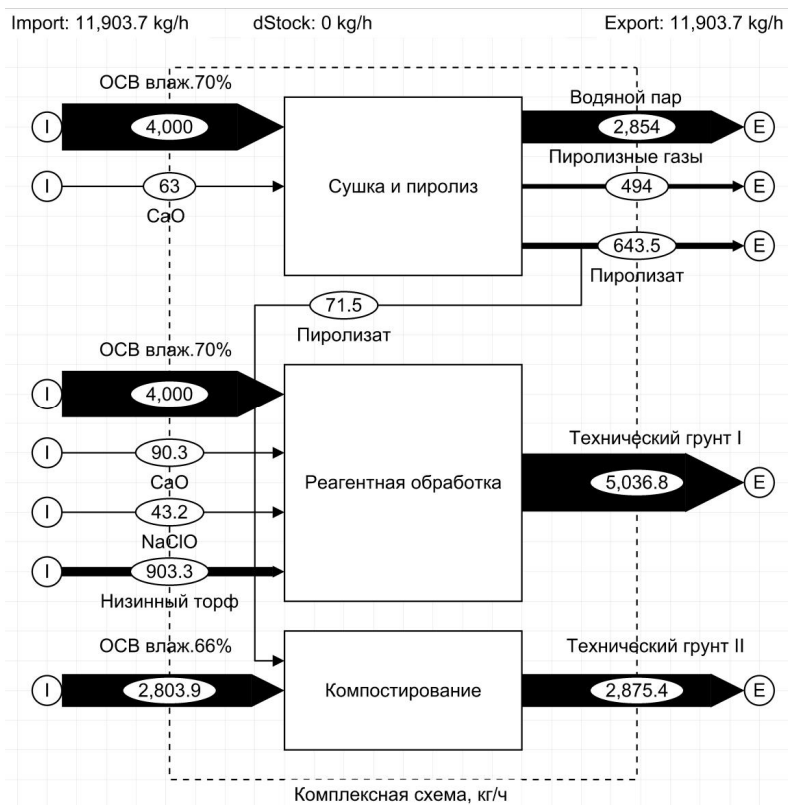 Import: 11,903.7 kg/h
dStock: 0 kg/h
Export: 11,903.7 kg/h
ОСВ влаж.70%
I
4,000
I
63
CaO
Сушка и пиролиз
Водяной пар
2,854
E
Пиролизные газы
494
E
643.5
E
Пиролизат
71.5
Пиролизат
ОСВ влаж.70%
I
4,000
I
90.3
CaO
I
43.2
NaClO
I
903.3
Низинный торф
Реагентная обработка
Технический грунт I
5,036.8
E
ОСВ влаж.66%
I
2,803.9
Компостирование
Технический грунт II
2,875.4
E
Комплексная схема, кг/ч